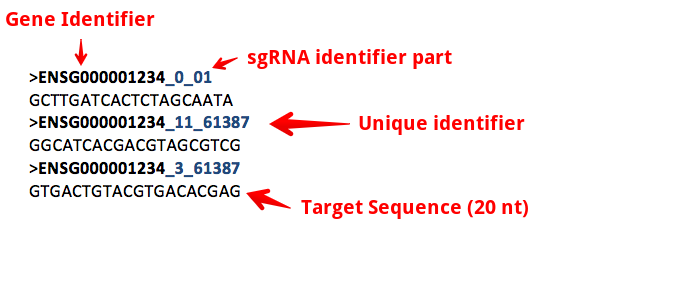 Gene Identifier
sgRNA identifier part
>ENSG000001234_0_01
GCTTGATCACTCTAGCAATA
>ENSG000001234_11_61387
Unique identifier
GGCATCACGACGTAGCGTCG
>ENSG000001234_3_61387
GTGACTGTACGTGACACGAG
Target Sequence (20 nt)